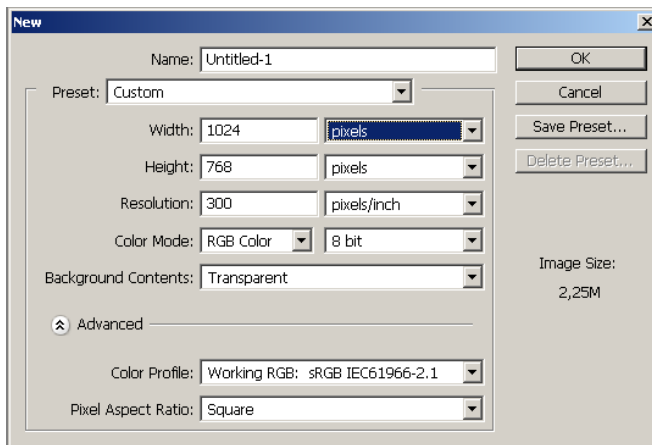 New
Name: Untitled-1
OK
Preset: Custom
Cancel
Width: 1024 pixels
Save Preset...
Height: 768 pixels
Delete Preset...
Resolution: 300 pixels/inch
Color Mode: RGB Color 8 bit
Image Size:
Background Contents: Transparent
2,25M
Advanced
Color Profile: Working RGB: sRGB IEC61966-2.1
Pixel Aspect Ratio: Square